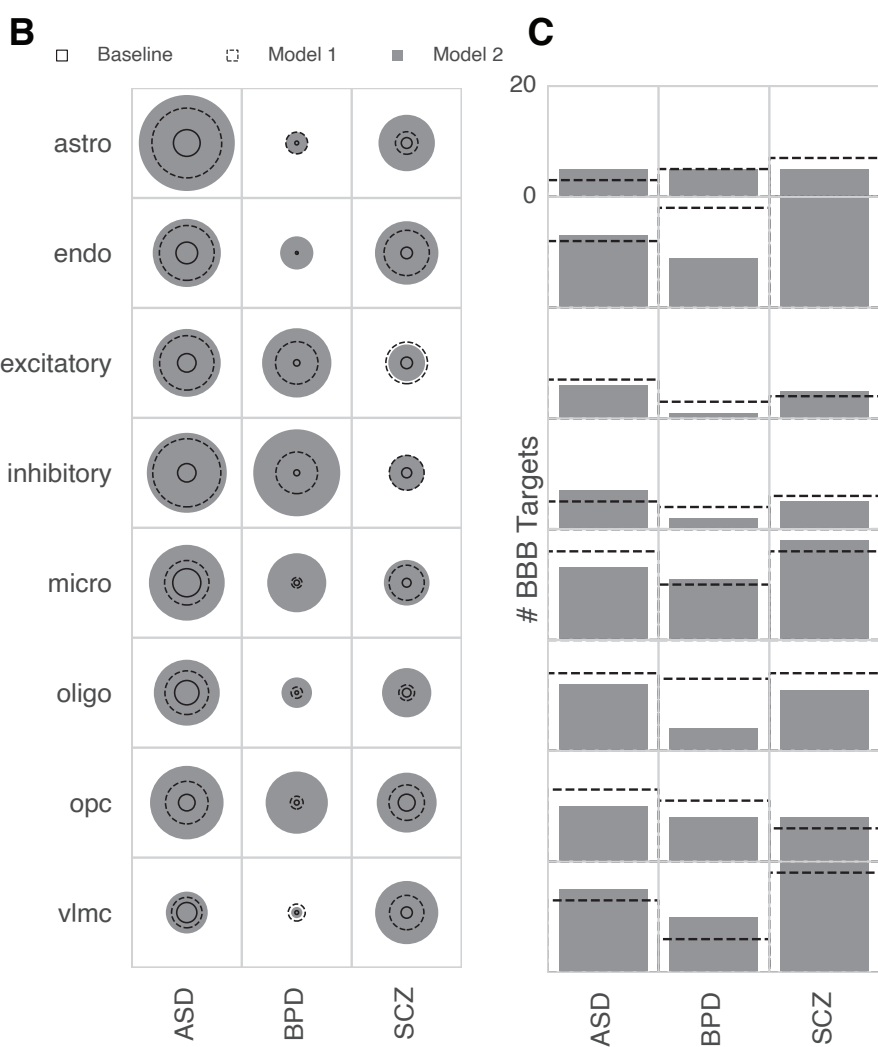 B
Baseline Model 1 Model 2
C
20
0
astro
endo
excitatory
inhibitory
micro
oligo
opc
vlmc
# BBB Targets
ASD BPD SCZ
ASD BPD SCZ